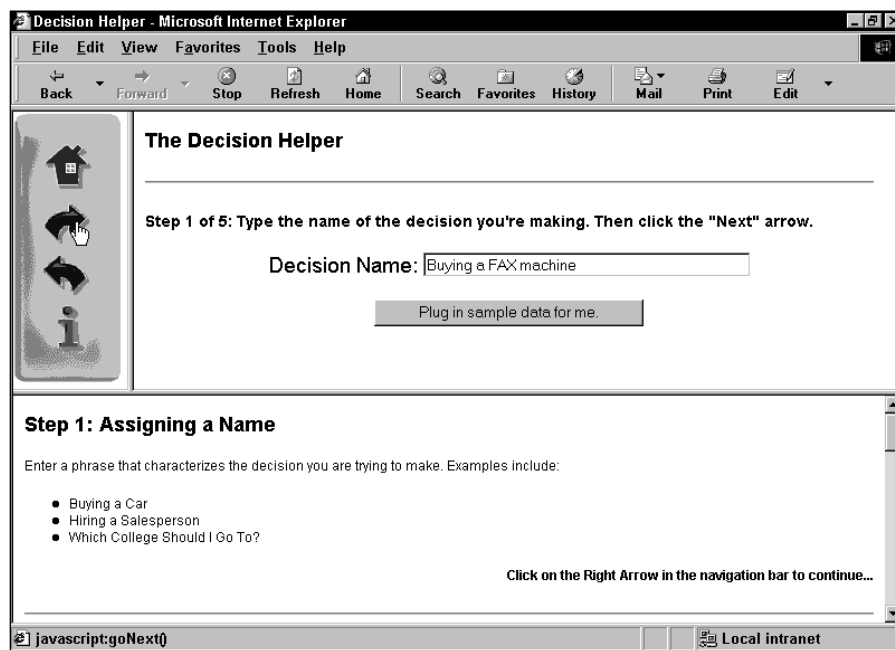 Decision Helper - Microsoft Internet Explorer
File Edit View Favorites Tools Help
Back Forward Stop Refresh Home Search Favorites History Mail Print Edit
The Decision Helper
Step 1 of 5: Type the name of the decision you're making. Then click the "Next" arrow.
Decision Name: Buying a FAX machine
Plug in sample data for me.
Step 1: Assigning a Name
Enter a phrase that characterizes the decision you are trying to make. Examples include:
Buying a Car
Hiring a Salesperson
Which College Should I Go To?
Click on the Right Arrow in the navigation bar to continue...
javascript:goNext() Local intranet